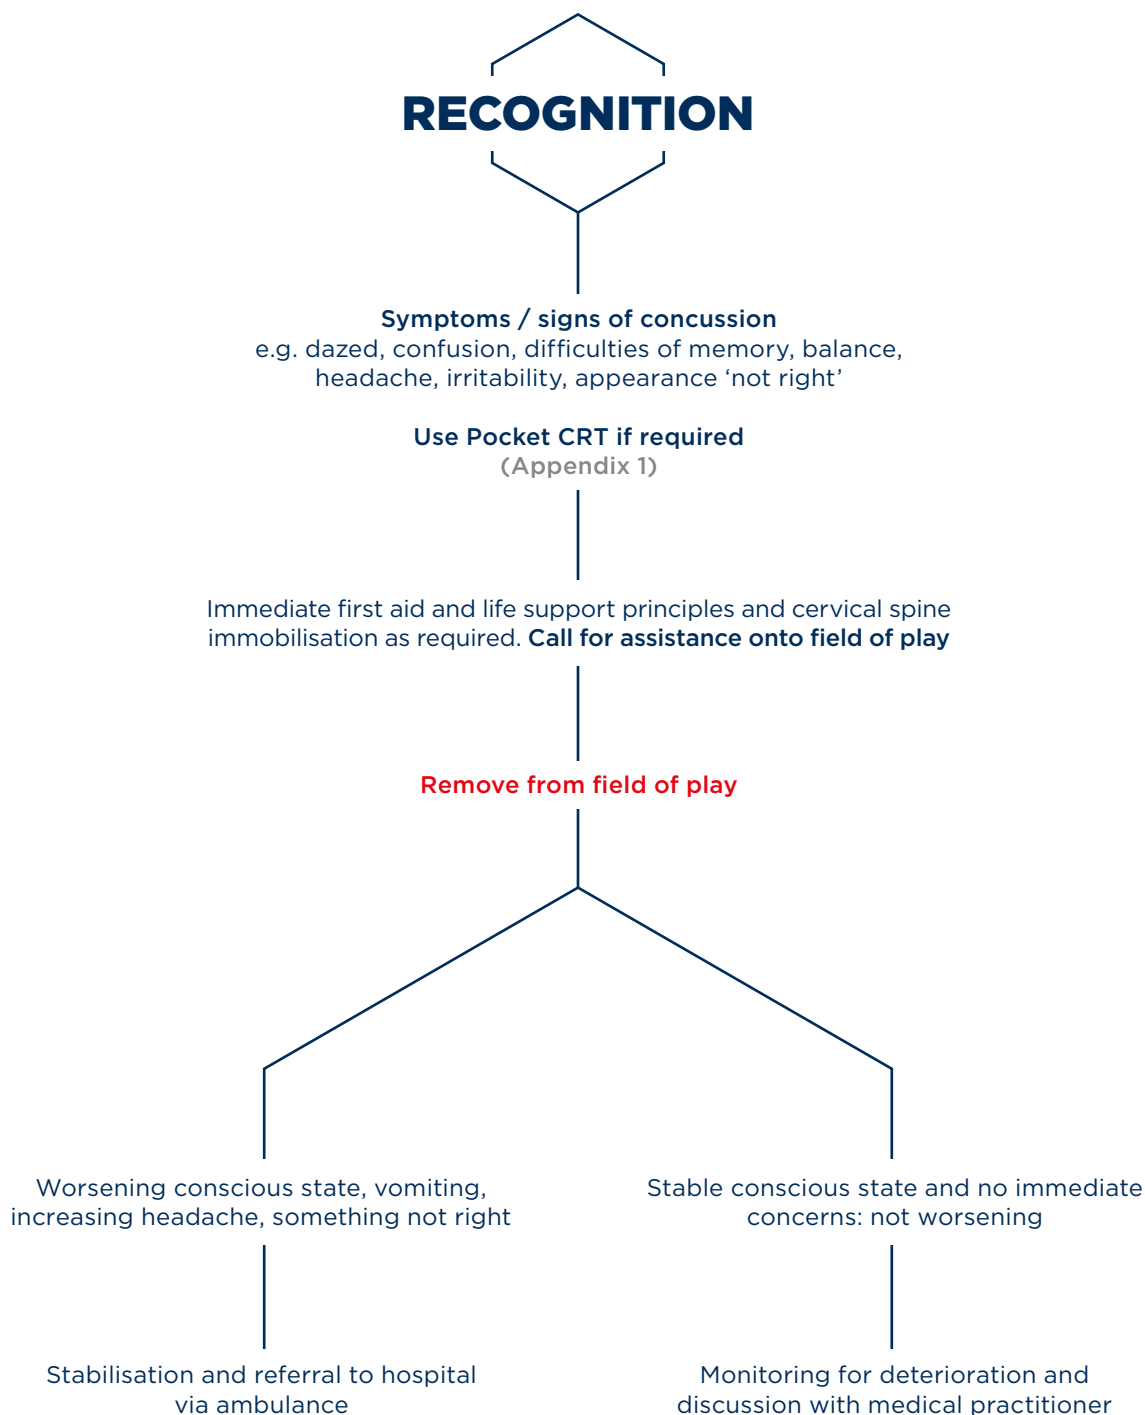 RECOGNITION
Symptoms / signs of concussion
e.g. dazed, confusion, difficulties of memory, balance,
headache, irritability, appearance ‘not right’
Use Pocket CRT if required
(Appendix 1)
Immediate first aid and life support principles and cervical spine
immobilisation as required. Call for assistance onto field of play
Remove from field of play
Worsening conscious state, vomiting,
increasing headache, something not right
Stable conscious state and no immediate
concerns: not worsening
Stabilisation and referral to hospital
via ambulance
Monitoring for deterioration and
discussion with medical practitioner